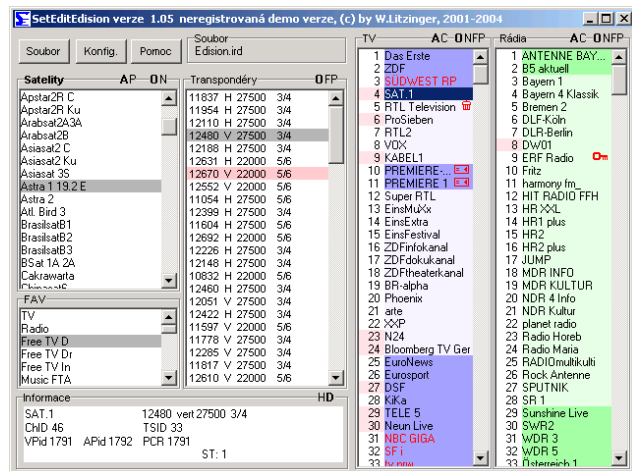 SetEditEdision verze 1.05 neregistrovaná demo verze, (c) by W.Litzinger, 2001-2004
Soubor
Konfig.
Pomoc
Soubor
Edision.ird
Satelity AP ON
Apstar2R C
Apstar2R Ku
Arabsat2A3A
Arabsat2B
Asiasat2 C
Asiasat2 Ku
Asiasat 3S
Astra 1 19.2 E
Astra 2
Atl. Bird 3
BrasilsatB1
BrasilsatB2
BrasilsatB3
BSat 1A 2A
Cakrawarta
ChinasatS
FAV
TV
Radio
Free TV D
Free TV Dr
Free TV In
Music FTA
Transpondéry OFP
11837 H 27500 3/4
11954 H 27500 3/4
12110 H 27500 3/4
12480 V 27500 3/4
12188 H 27500 3/4
12631 H 22000 5/6
12670 V 22000 5/6
12552 V 22000 5/6
11054 H 27500 5/6
12399 H 27500 3/4
11604 H 27500 5/6
12692 H 22000 5/6
12226 H 27500 3/4
12148 H 27500 3/4
10832 H 22000 5/6
12460 H 27500 3/4
12051 V 27500 3/4
12422 H 27500 3/4
11597 V 22000 5/6
11778 V 27500 3/4
12285 V 27500 3/4
11817 V 27500 3/4
12610 V 22000 5/6
Informace HD
SAT.1 12480 vert 27500 3/4
ChID 46 TSID 33
VPid 1791 APid 1792 PCR 1791
ST: 1
TV AC ONFP
1 Das Erste
2 ZDF
3 SÜDWEST RP
4 SAT.1
5 RTL Television
6 ProSieben
7 RTL2
8 VOX
9 KABEL1
10 PREMIERE-...
11 PREMIERE 1
12 Super RTL
13 EinsMuXx
14 EinsExtra
15 EinsFestival
16 ZDFinfokanal
17 ZDFdokukanal
18 ZDFtheaterkanal
19 BR-alpha
20 Phoenix
21 arte
22 XXP
23 N24
24 Bloomberg TV Ger
25 EuroNews
26 Eurosport
27 DSF
28 KiKa
29 TELE 5
30 Neun Live
31 NBC GIGA
32 SF i
33 tv.nrw
Rádia AC ONFP
1 ANTENNE BAY...
2 B5 aktuell
3 Bayern 1
4 Bayern 4 Klassik
5 Bremen 2
6 DLF-Köln
7 DLR-Berlin
8 DW01
9 ERF Radio
10 Fritz
11 harmony fm_
12 HIT RADIO FFH
13 HR XXL
14 HR1 plus
15 HR2
16 HR2 plus
17 JUMP
18 MDR INFO
19 MDR KULTUR
20 NDR 4 Info
21 NDR Kultur
22 planet radio
23 Radio Horeb
24 Radio Maria
25 RADIOmultikulti
26 Rock Antenne
27 SPUTNIK
28 SR 1
29 Sunshine Live
30 SWR2
31 WDR 3
32 WDR 5
33 Österreich 1